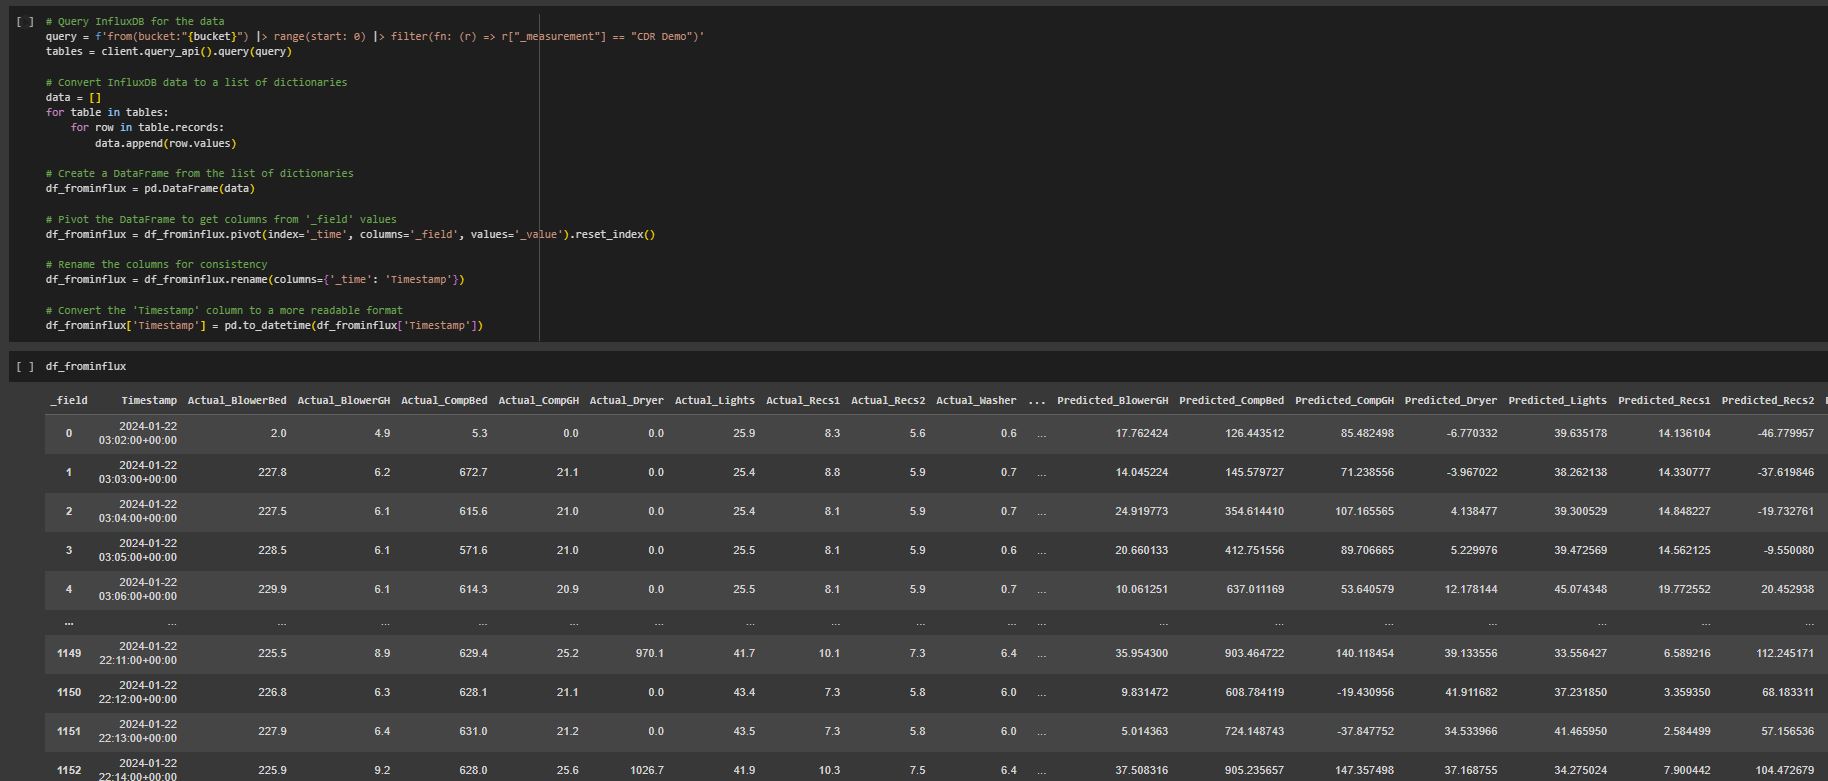 [ ] # Query InfluxDB for the data
query = f'from(bucket:"{bucket}") |> range(start: 0) |> filter(fn: (r) => r["_measurement"] == "CDR Demo")'
tables = client.query_api().query(query)
# Convert InfluxDB data to a list of dictionaries
data = []
for table in tables:
for row in table.records:
data.append(row.values)
# Create a DataFrame from the list of dictionaries
df_frominflux = pd.DataFrame(data)
# Pivot the DataFrame to get columns from '_field' values
df_frominflux = df_frominflux.pivot(index='_time', columns='_field', values='_value').reset_index()
# Rename the columns for consistency
df_frominflux = df_frominflux.rename(columns={'_time': 'Timestamp'})
# Convert the 'Timestamp' column to a more readable format
df_frominflux['Timestamp'] = pd.to_datetime(df_frominflux['Timestamp'])
[ ] df_frominflux
_field Timestamp Actual_BlowerBed Actual_BlowerGH Actual_CompBed Actual_CompGH Actual_Dryer Actual_Lights Actual_Recs1 Actual_Recs2 Actual_Washer ... Predicted_BlowerGH Predicted_CompBed Predicted_CompGH Predicted_Dryer Predicted_Lights Predicted_Recs1 Predicted_Recs2
0 2024-01-22 03:02:00+00:00 2.0 4.9 5.3 0.0 0.0 25.9 8.3 5.6 0.6 ... 17.762424 126.443512 85.482498 -6.770332 39.635178 14.136104 -46.779957
1 2024-01-22 03:03:00+00:00 227.8 6.2 672.7 21.1 0.0 25.4 8.8 5.9 0.7 ... 14.045224 145.579727 71.238556 -3.967022 38.262138 14.330777 -37.619846
2 2024-01-22 03:04:00+00:00 227.5 6.1 615.6 21.0 0.0 25.4 8.1 5.9 0.7 ... 24.919773 354.614410 107.165565 4.138477 39.300529 14.848227 -19.732761
3 2024-01-22 03:05:00+00:00 228.5 6.1 571.6 21.0 0.0 25.5 8.1 5.9 0.6 ... 20.660133 412.751556 89.706665 5.229976 39.472569 14.562125 -9.550080
4 2024-01-22 03:06:00+00:00 229.9 6.1 614.3 20.9 0.0 25.5 8.1 5.9 0.7 ... 10.061251 637.011169 53.640579 12.178144 45.074348 19.772552 20.452938
... ... ... ... ... ... ... ... ... ... ... ... ... ... ... ... ... ... ...
1149 2024-01-22 22:11:00+00:00 225.5 8.9 629.4 25.2 970.1 41.7 10.1 7.3 6.4 ... 35.954300 903.464722 140.118454 39.133556 33.556427 6.589216 112.245171
1150 2024-01-22 22:12:00+00:00 226.8 6.3 628.1 21.1 0.0 43.4 7.3 5.8 6.0 ... 9.831472 608.784119 -19.430956 41.911682 37.231850 3.359350 68.183311
1151 2024-01-22 22:13:00+00:00 227.9 6.4 631.0 21.2 0.0 43.5 7.3 5.8 6.0 ... 5.014363 724.148743 -37.847752 34.533966 41.465950 2.584499 57.156536
1152 2024-01-22 22:14:00+00:00 225.9 9.2 628.0 25.6 1026.7 41.9 10.3 7.5 6.4 ... 37.508316 905.235657 147.357498 37.168755 34.275024 7.900442 104.472679